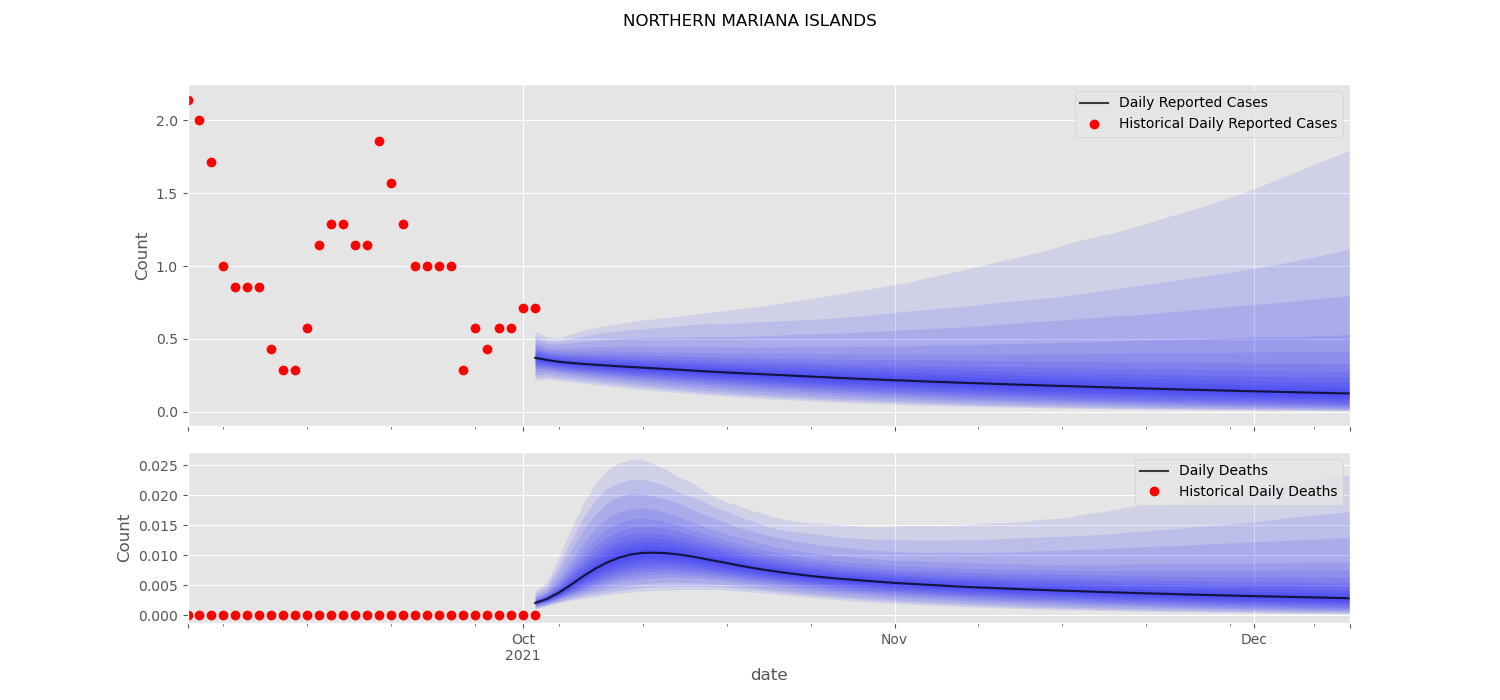 NORTHERN MARIANA ISLANDS
Daily Reported Cases
Historical Daily Reported Cases
2.0
1.5
1.0
0.5
0.0
Count
Daily Deaths
Historical Daily Deaths
0.025
0.020
0.015
0.010
0.005
0.000
Count
Oct
2021
Nov
Dec
date